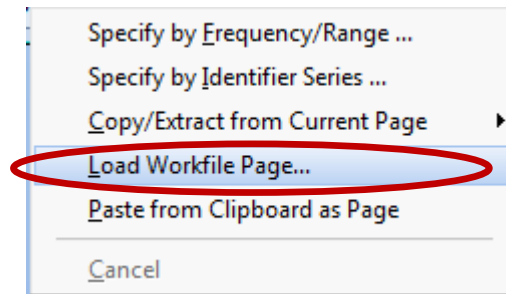 Specify by Frequency/Range ...
Specify by Identifier Series ...
Copy/Extract from Current Page
Load Workfile Page...
Paste from Clipboard as Page
Cancel